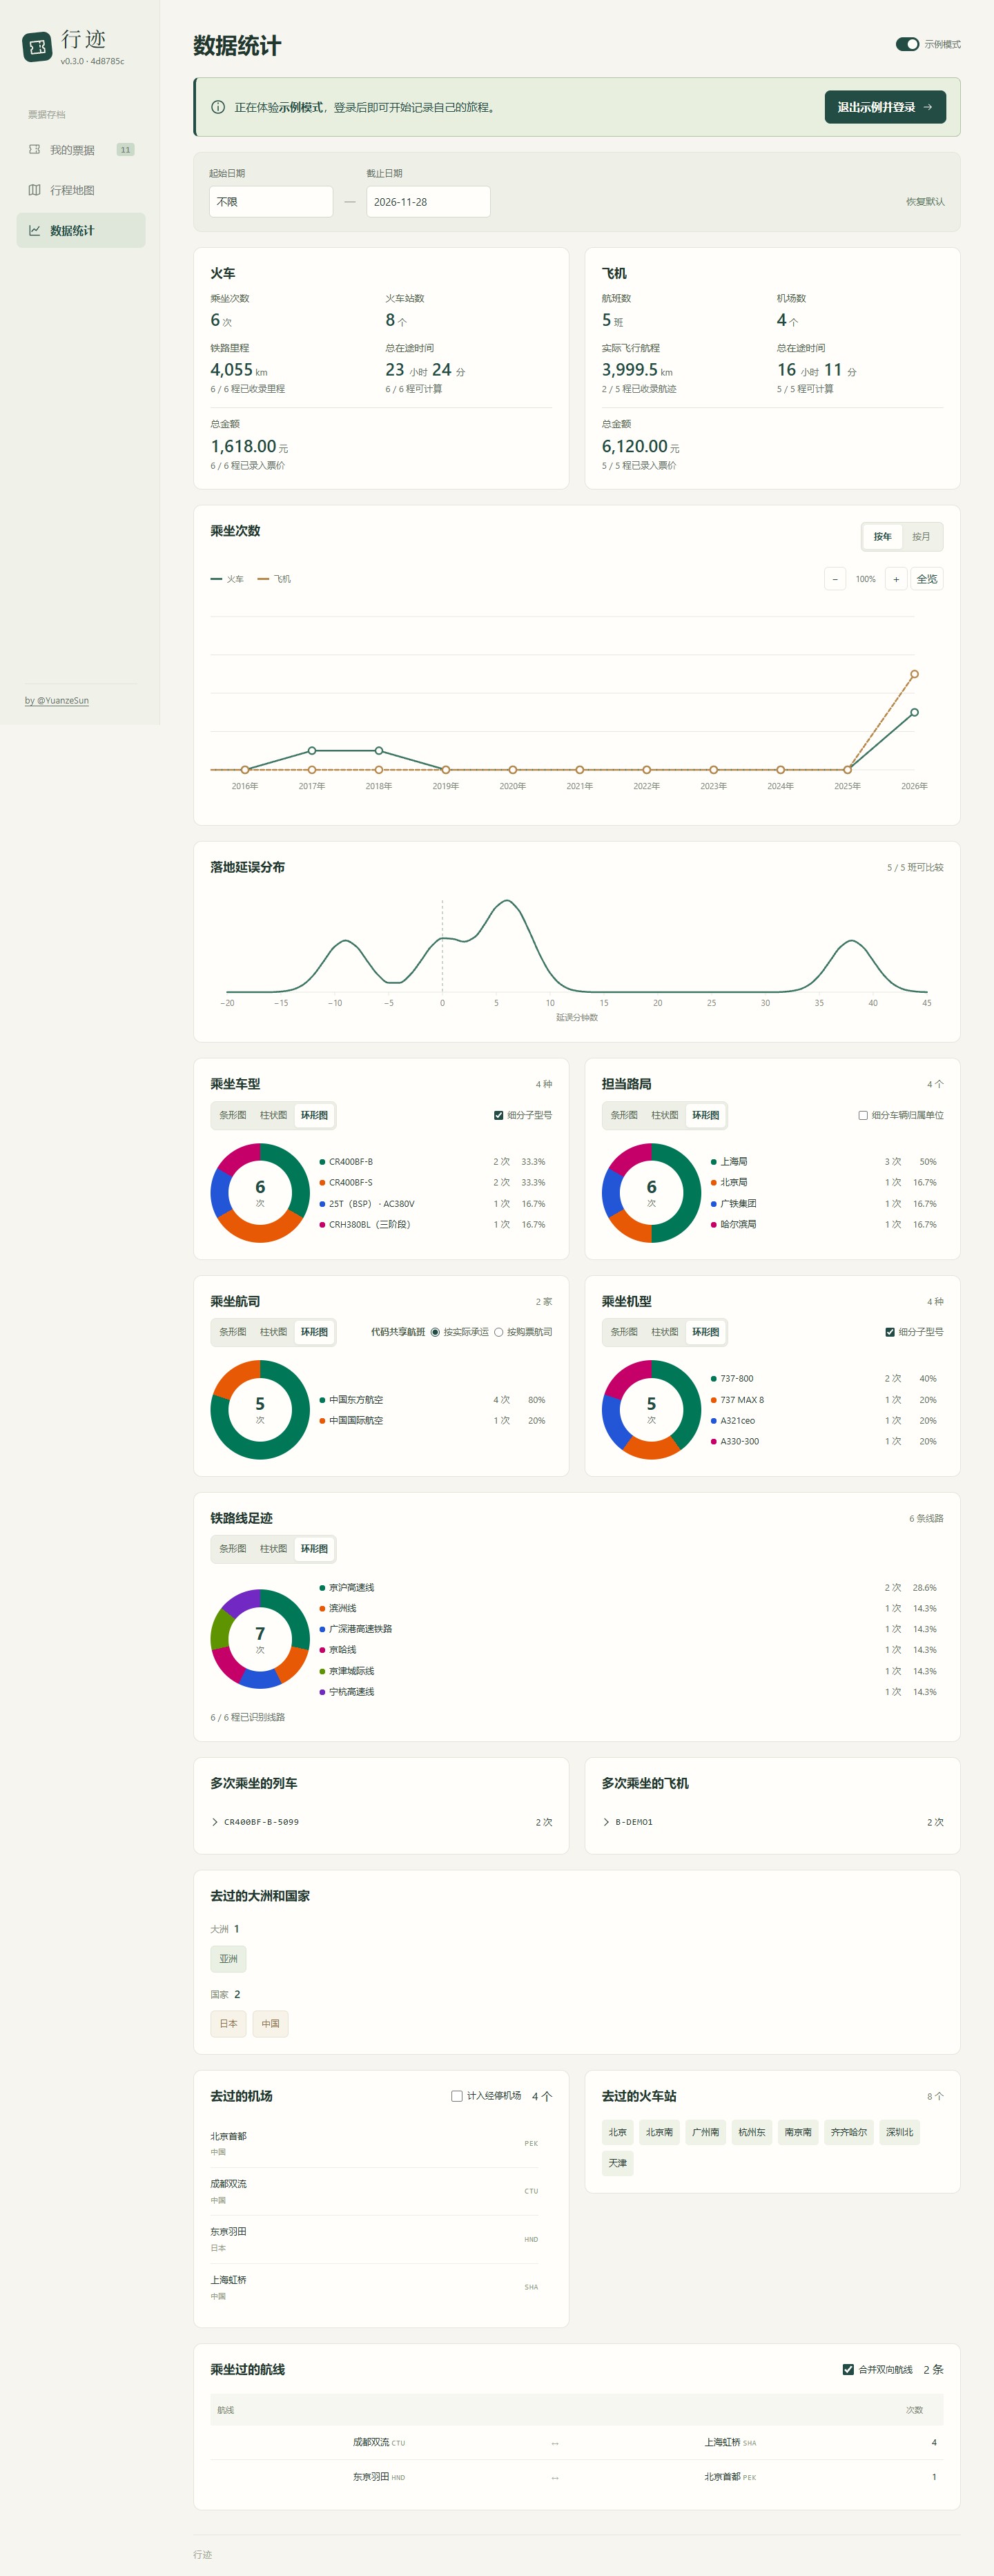 行迹
v0.3.0 · 4d8785c
票据存档
我的票据 11
行程地图
数据统计
by @YuanzeSun
数据统计
示例模式
正在体验示例模式，登录后即可开始记录自己的旅程。
退出示例并登录 →
起始日期 截止日期
不限 — 2026-11-28 恢复默认
火车
乘坐次数 火车站数
6 次 8 个
铁路里程 总在途时间
4,055 km 23 小时 24 分
6 / 6 程已收录里程 6 / 6 程可计算
总金额
1,618.00 元
6 / 6 程已录入票价
飞机
航班数 机场数
5 班 4 个
实际飞行航程 总在途时间
3,999.5 km 16 小时 11 分
2 / 5 程已收录航迹 5 / 5 程可计算
总金额
6,120.00 元
5 / 5 程已录入票价
乘坐次数
按年 按月
火车 飞机
− 100% + 全览
2016年 2017年 2018年 2019年 2020年 2021年 2022年 2023年 2024年 2025年 2026年
落地延误分布 5 / 5 班可比较
−20 −15 −10 −5 0 5 10 15 20 25 30 35 40 45
延误分钟数
乘坐车型 4 种
条形图 柱状图 环形图 细分子型号
6
次
CR400BF-B 2 次 33.3%
CR400BF-S 2 次 33.3%
25T（BSP） · AC380V 1 次 16.7%
CRH380BL（三阶段） 1 次 16.7%
担当路局 4 个
条形图 柱状图 环形图 细分车辆归属单位
6
次
上海局 3 次 50%
北京局 1 次 16.7%
广铁集团 1 次 16.7%
哈尔滨局 1 次 16.7%
乘坐航司 2 家
条形图 柱状图 环形图 代码共享航班 按实际承运 按购票航司
5
次
中国东方航空 4 次 80%
中国国际航空 1 次 20%
乘坐机型 4 种
条形图 柱状图 环形图 细分子型号
5
次
737-800 2 次 40%
737 MAX 8 1 次 20%
A321ceo 1 次 20%
A330-300 1 次 20%
铁路线足迹 6 条线路
条形图 柱状图 环形图
7
次
京沪高速线 2 次 28.6%
滨洲线 1 次 14.3%
广深港高速铁路 1 次 14.3%
京哈线 1 次 14.3%
京津城际线 1 次 14.3%
宁杭高速线 1 次 14.3%
6 / 6 程已识别线路
多次乘坐的列车
CR400BF-B-5099 2 次
多次乘坐的飞机
B-DEMO1 2 次
去过的大洲和国家
大洲 1
亚洲
国家 2
日本 中国
去过的机场 计入经停机场 4 个
北京首都
中国 PEK
成都双流
中国 CTU
东京羽田
日本 HND
上海虹桥
中国 SHA
去过的火车站 8 个
北京 北京南 广州南 杭州东 南京南 齐齐哈尔 深圳北
天津
乘坐过的航线 合并双向航线 2 条
航线 次数
成都双流 CTU ↔ 上海虹桥 SHA 4
东京羽田 HND ↔ 北京首都 PEK 1
行迹